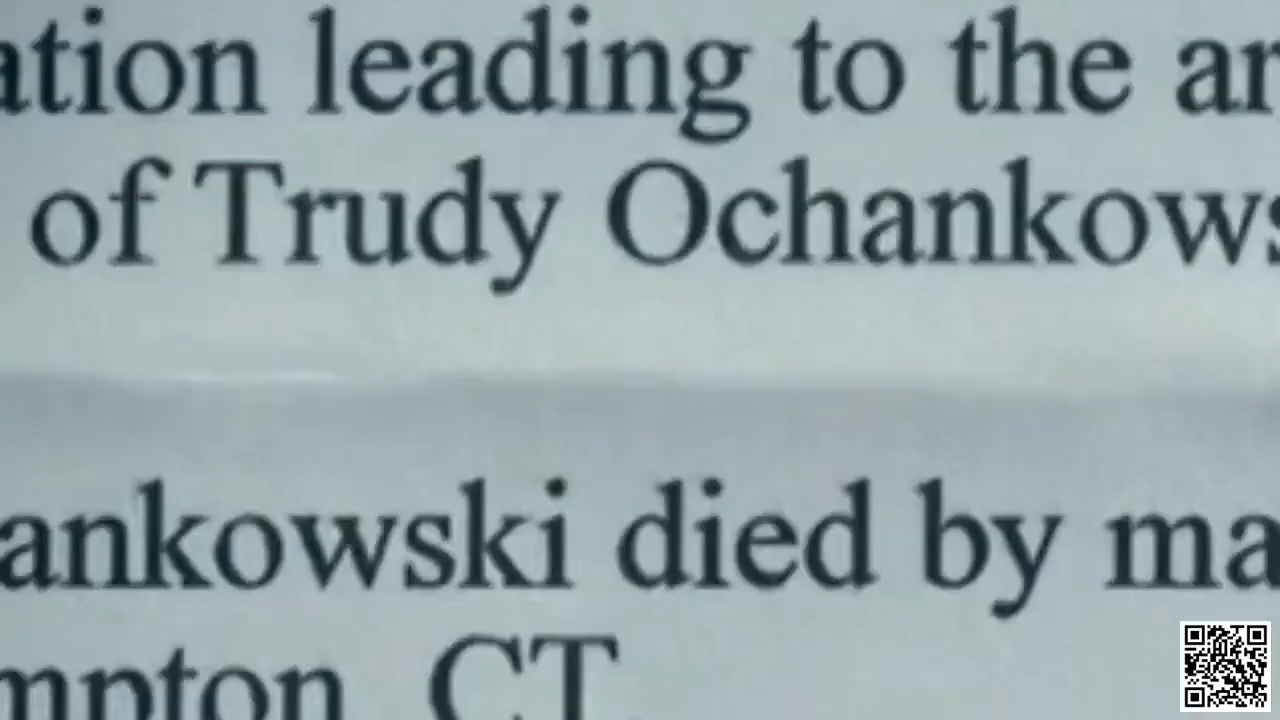 ation leading to the ar
of Trudy Ochankows
ankowski died by ma
mpton, CT